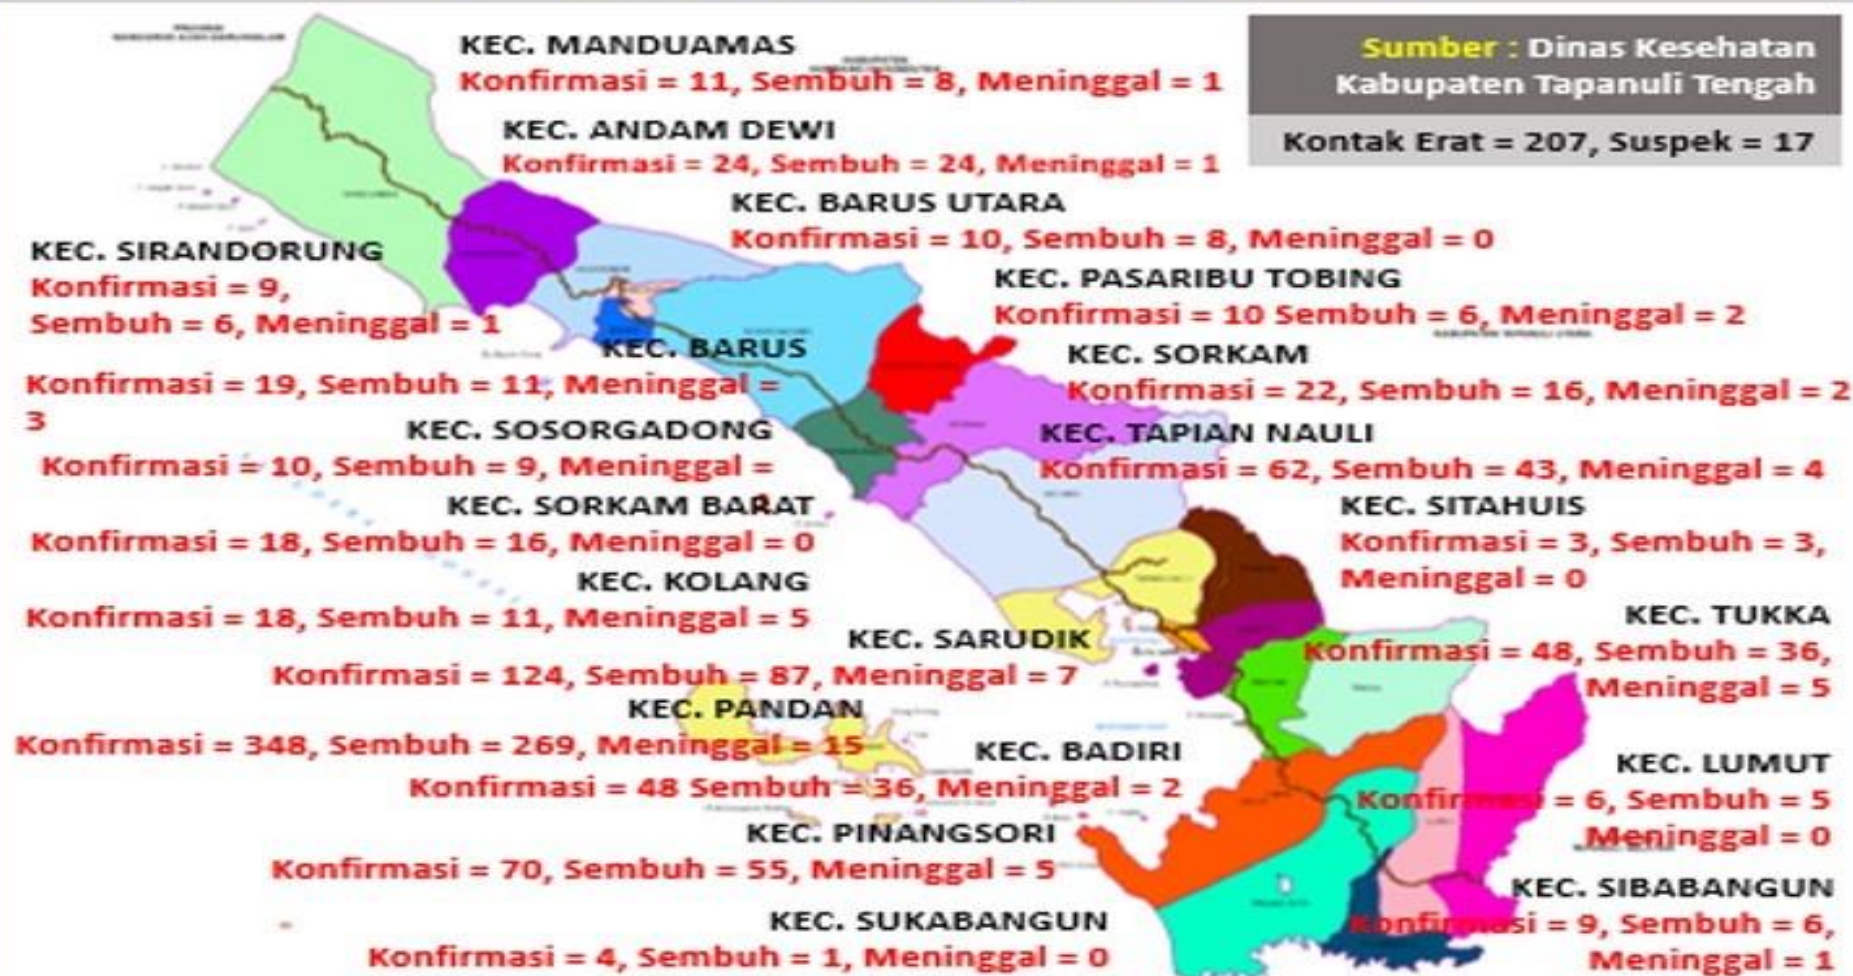 KEC. MANDUAMAS
Konfirmasi = 11, Sembuh = 8, Meninggal = 1
Sumber : Dinas Kesehatan
Kabupaten Tapanuli Tengah
Kontak Erat = 207, Suspek = 17
KEC. ANDAM DEWI
Konfirmasi = 24, Sembuh = 24, Meninggal = 1
KEC. BARUS UTARA
Konfirmasi = 10, Sembuh = 8, Meninggal = 0
KEC. SIRANDORUNG
Konfirmasi = 9,
Sembuh = 6, Meninggal = 1
KEC. PASARIBU TOBING
Konfirmasi = 10 Sembuh = 6, Meninggal = 2
KEC. BARUS
Konfirmasi = 19, Sembuh = 11, Meninggal =
3
KEC. SORKAM
Konfirmasi = 22, Sembuh = 16, Meninggal = 2
KEC. SOSORGADONG
Konfirmasi = 10, Sembuh = 9, Meninggal =
KEC. TAPIAN NAULI
Konfirmasi = 62, Sembuh = 43, Meninggal = 4
KEC. SORKAM BARAT
Konfirmasi = 18, Sembuh = 16, Meninggal = 0
KEC. SITAHUIS
Konfirmasi = 3, Sembuh = 3,
Meninggal = 0
KEC. KOLANG
Konfirmasi = 18, Sembuh = 11, Meninggal = 5
KEC. SARUDIK
Konfirmasi = 124, Sembuh = 87, Meninggal = 7
KEC. TUKKA
Konfirmasi = 48, Sembuh = 36,
Meninggal = 5
KEC. PANDAN
Konfirmasi = 348, Sembuh = 269, Meninggal = 15
KEC. BADIRI
Konfirmasi = 48 Sembuh = 36, Meninggal = 2
KEC. LUMUT
Konfirmasi = 6, Sembuh = 5
Meninggal = 0
KEC. PINANGSORI
Konfirmasi = 70, Sembuh = 55, Meninggal = 5
KEC. SIBABANGUN
Konfirmasi = 9, Sembuh = 6,
Meninggal = 1
KEC. SUKABANGUN
Konfirmasi = 4, Sembuh = 1, Meninggal = 0